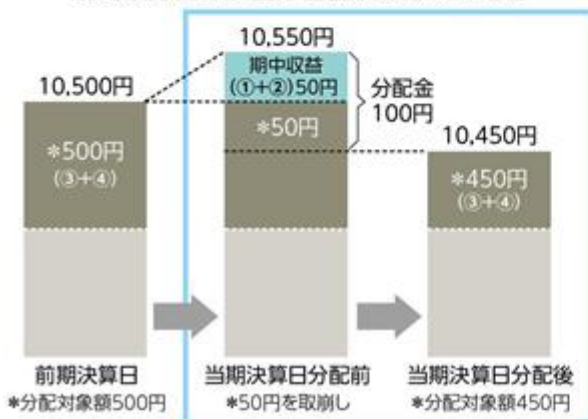 10,550円
期中収益
(①+②)50円
10,500円
分配金
100円
*500円
(③+④)
*50円
10,450円
*450円
(③+④)
前期決算日
*分配対象額500円
当期決算日分配前
*50円を取崩し
当期決算日分配後
*分配対象額450円